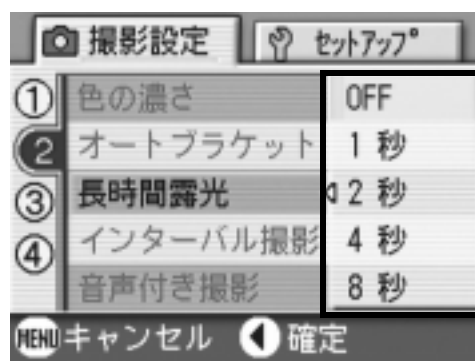 撮影設定 セットアップ
① 色の濃さ OFF
2 オートブラケット 1 秒
③ 長時間露光 2 秒
④ インターバル撮影 4 秒
音声付き撮影 8 秒
MENU キャンセル 確定